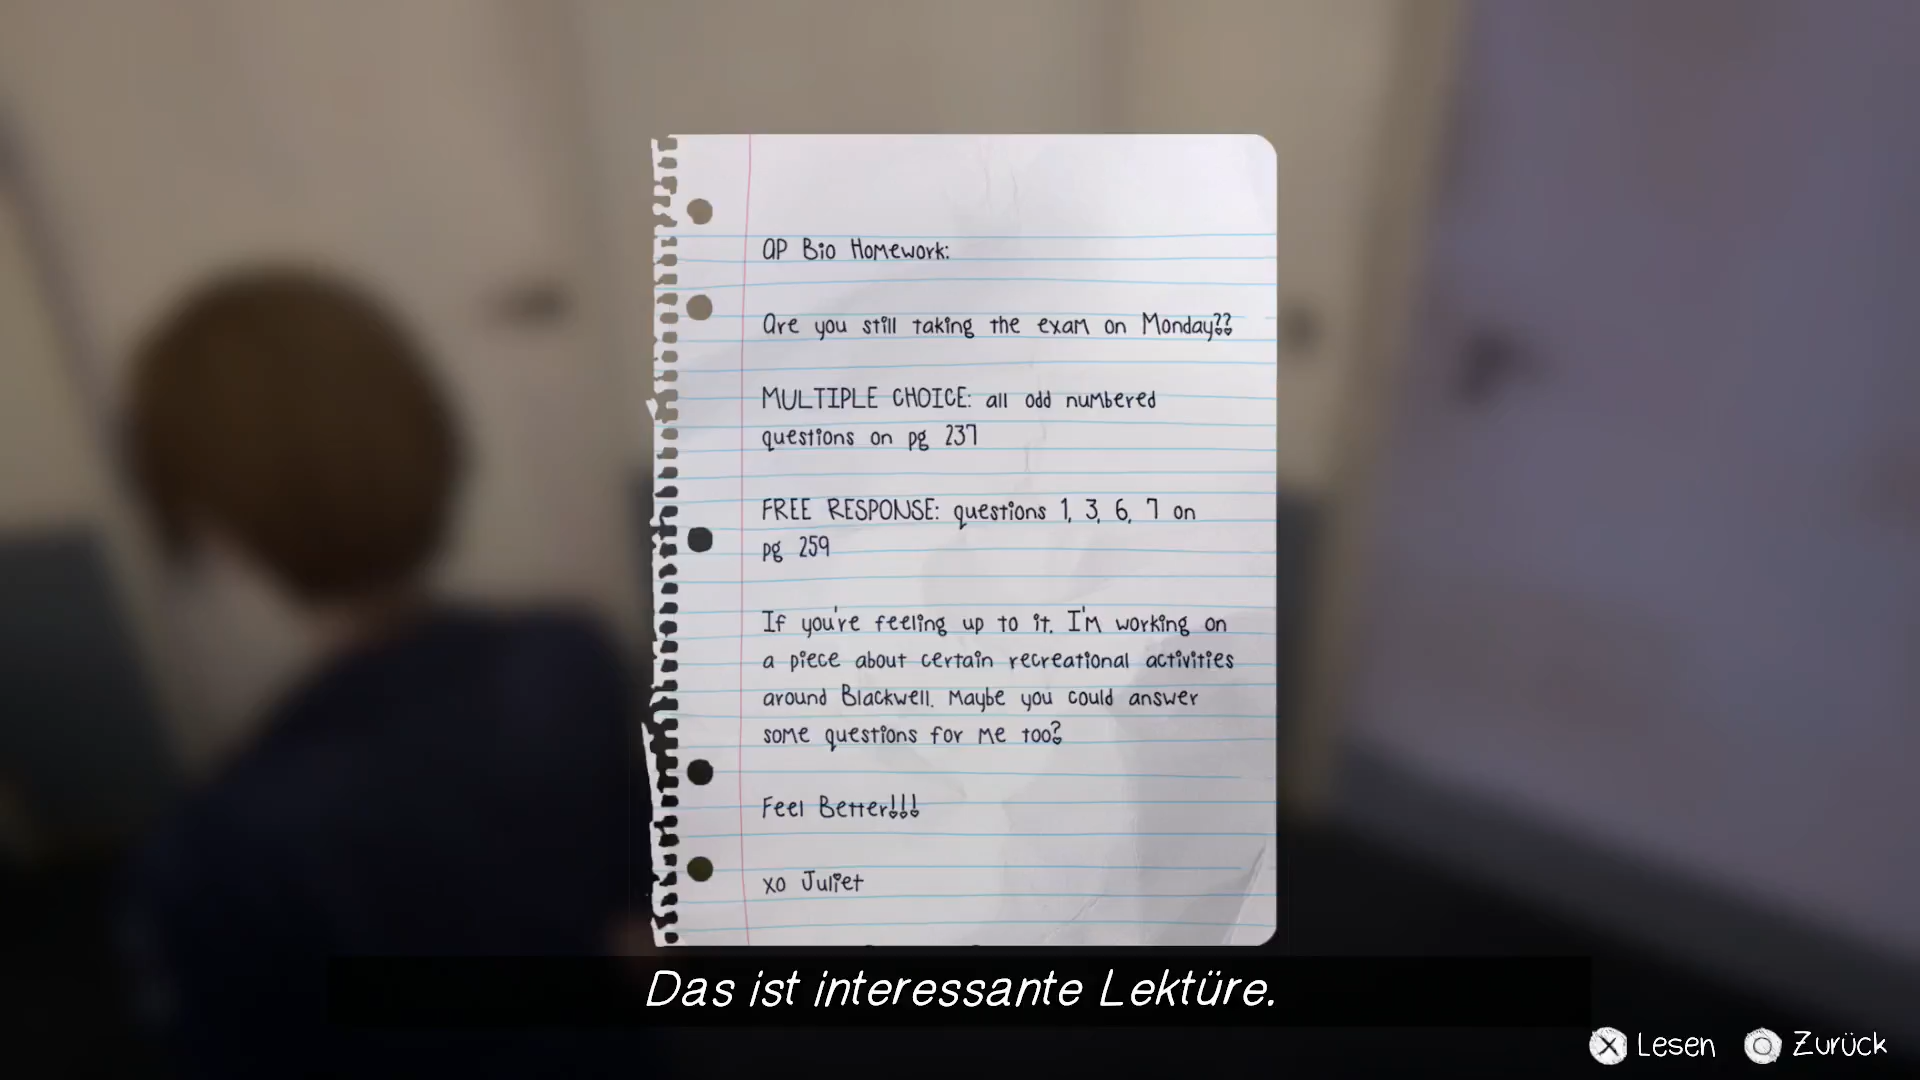 AP Bio Homework:
Are you still taking the exam on Monday??
MULTIPLE CHOICE: all odd numbered
questions on pg 237
FREE RESPONSE: questions 1, 3, 6, 7 on
pg 259
If you're feeling up to it. I'm working on
a piece about certain recreational activities
around Blackwell. Maybe you could answer
some questions for me too?
Feel Better!!!
xo Juliet
Das ist interessante Lektüre.
Lesen Zurück